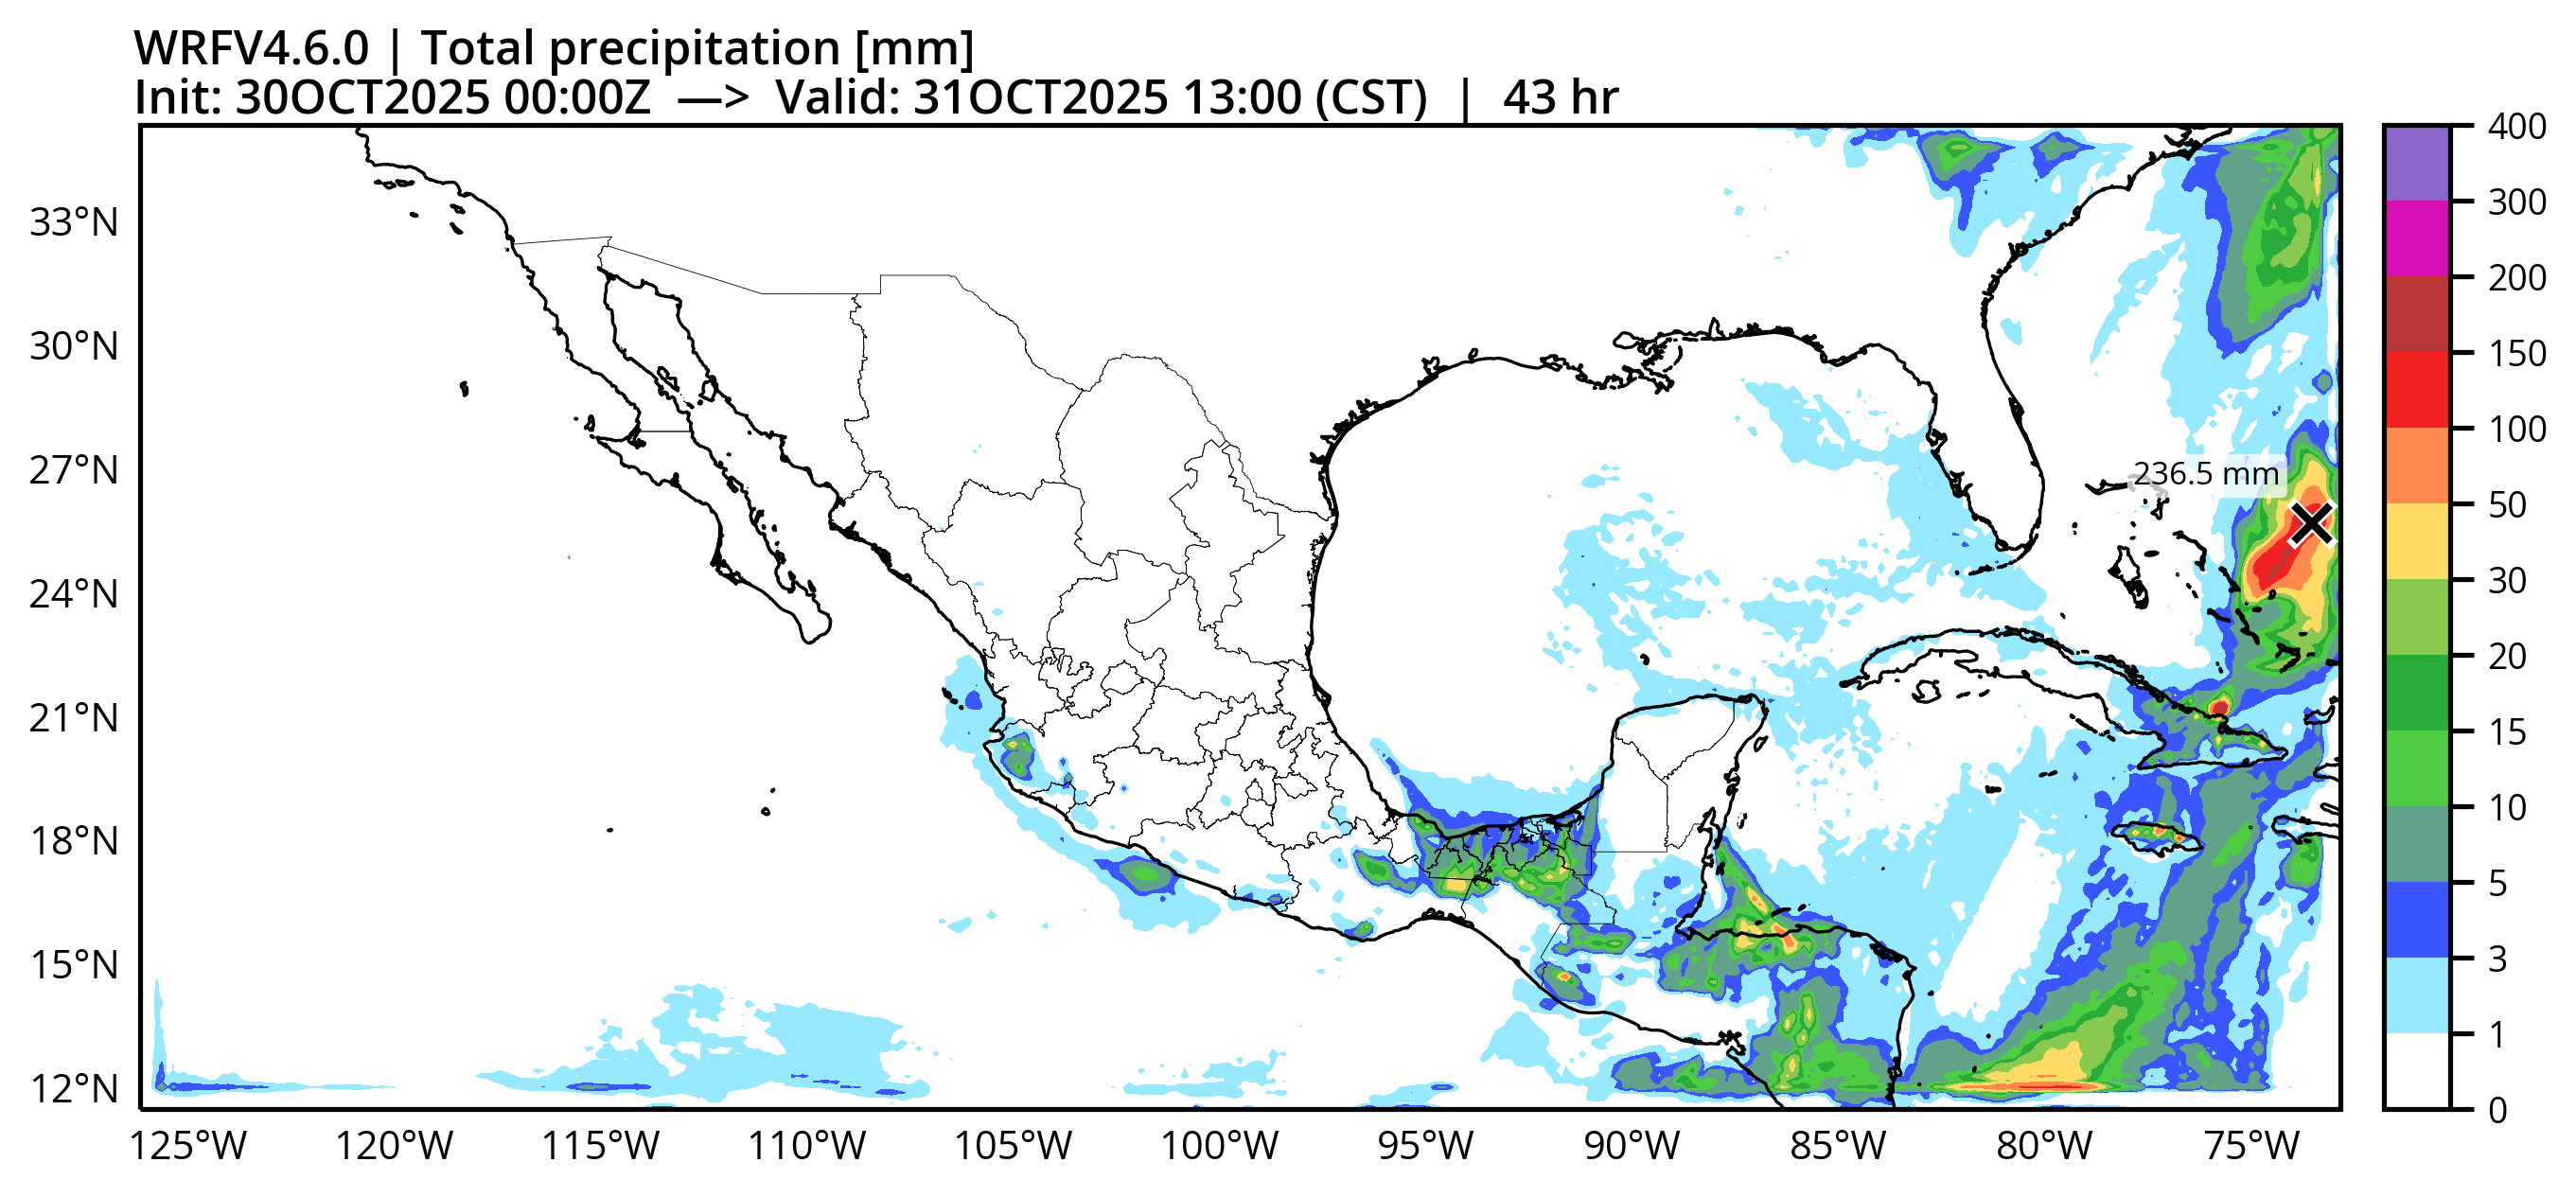 WRFV4.6.0 | Total precipitation [mm]
Init: 30OCT2025 00:00Z —> Valid: 31OCT2025 13:00 (CST) | 43 hr
33°N
30°N
27°N
24°N
21°N
18°N
15°N
12°N
125°W
120°W
115°W
110°W
105°W
100°W
95°W
90°W
85°W
80°W
75°W
236.5 mm
400
300
200
150
100
50
30
20
15
10
5
3
1
0